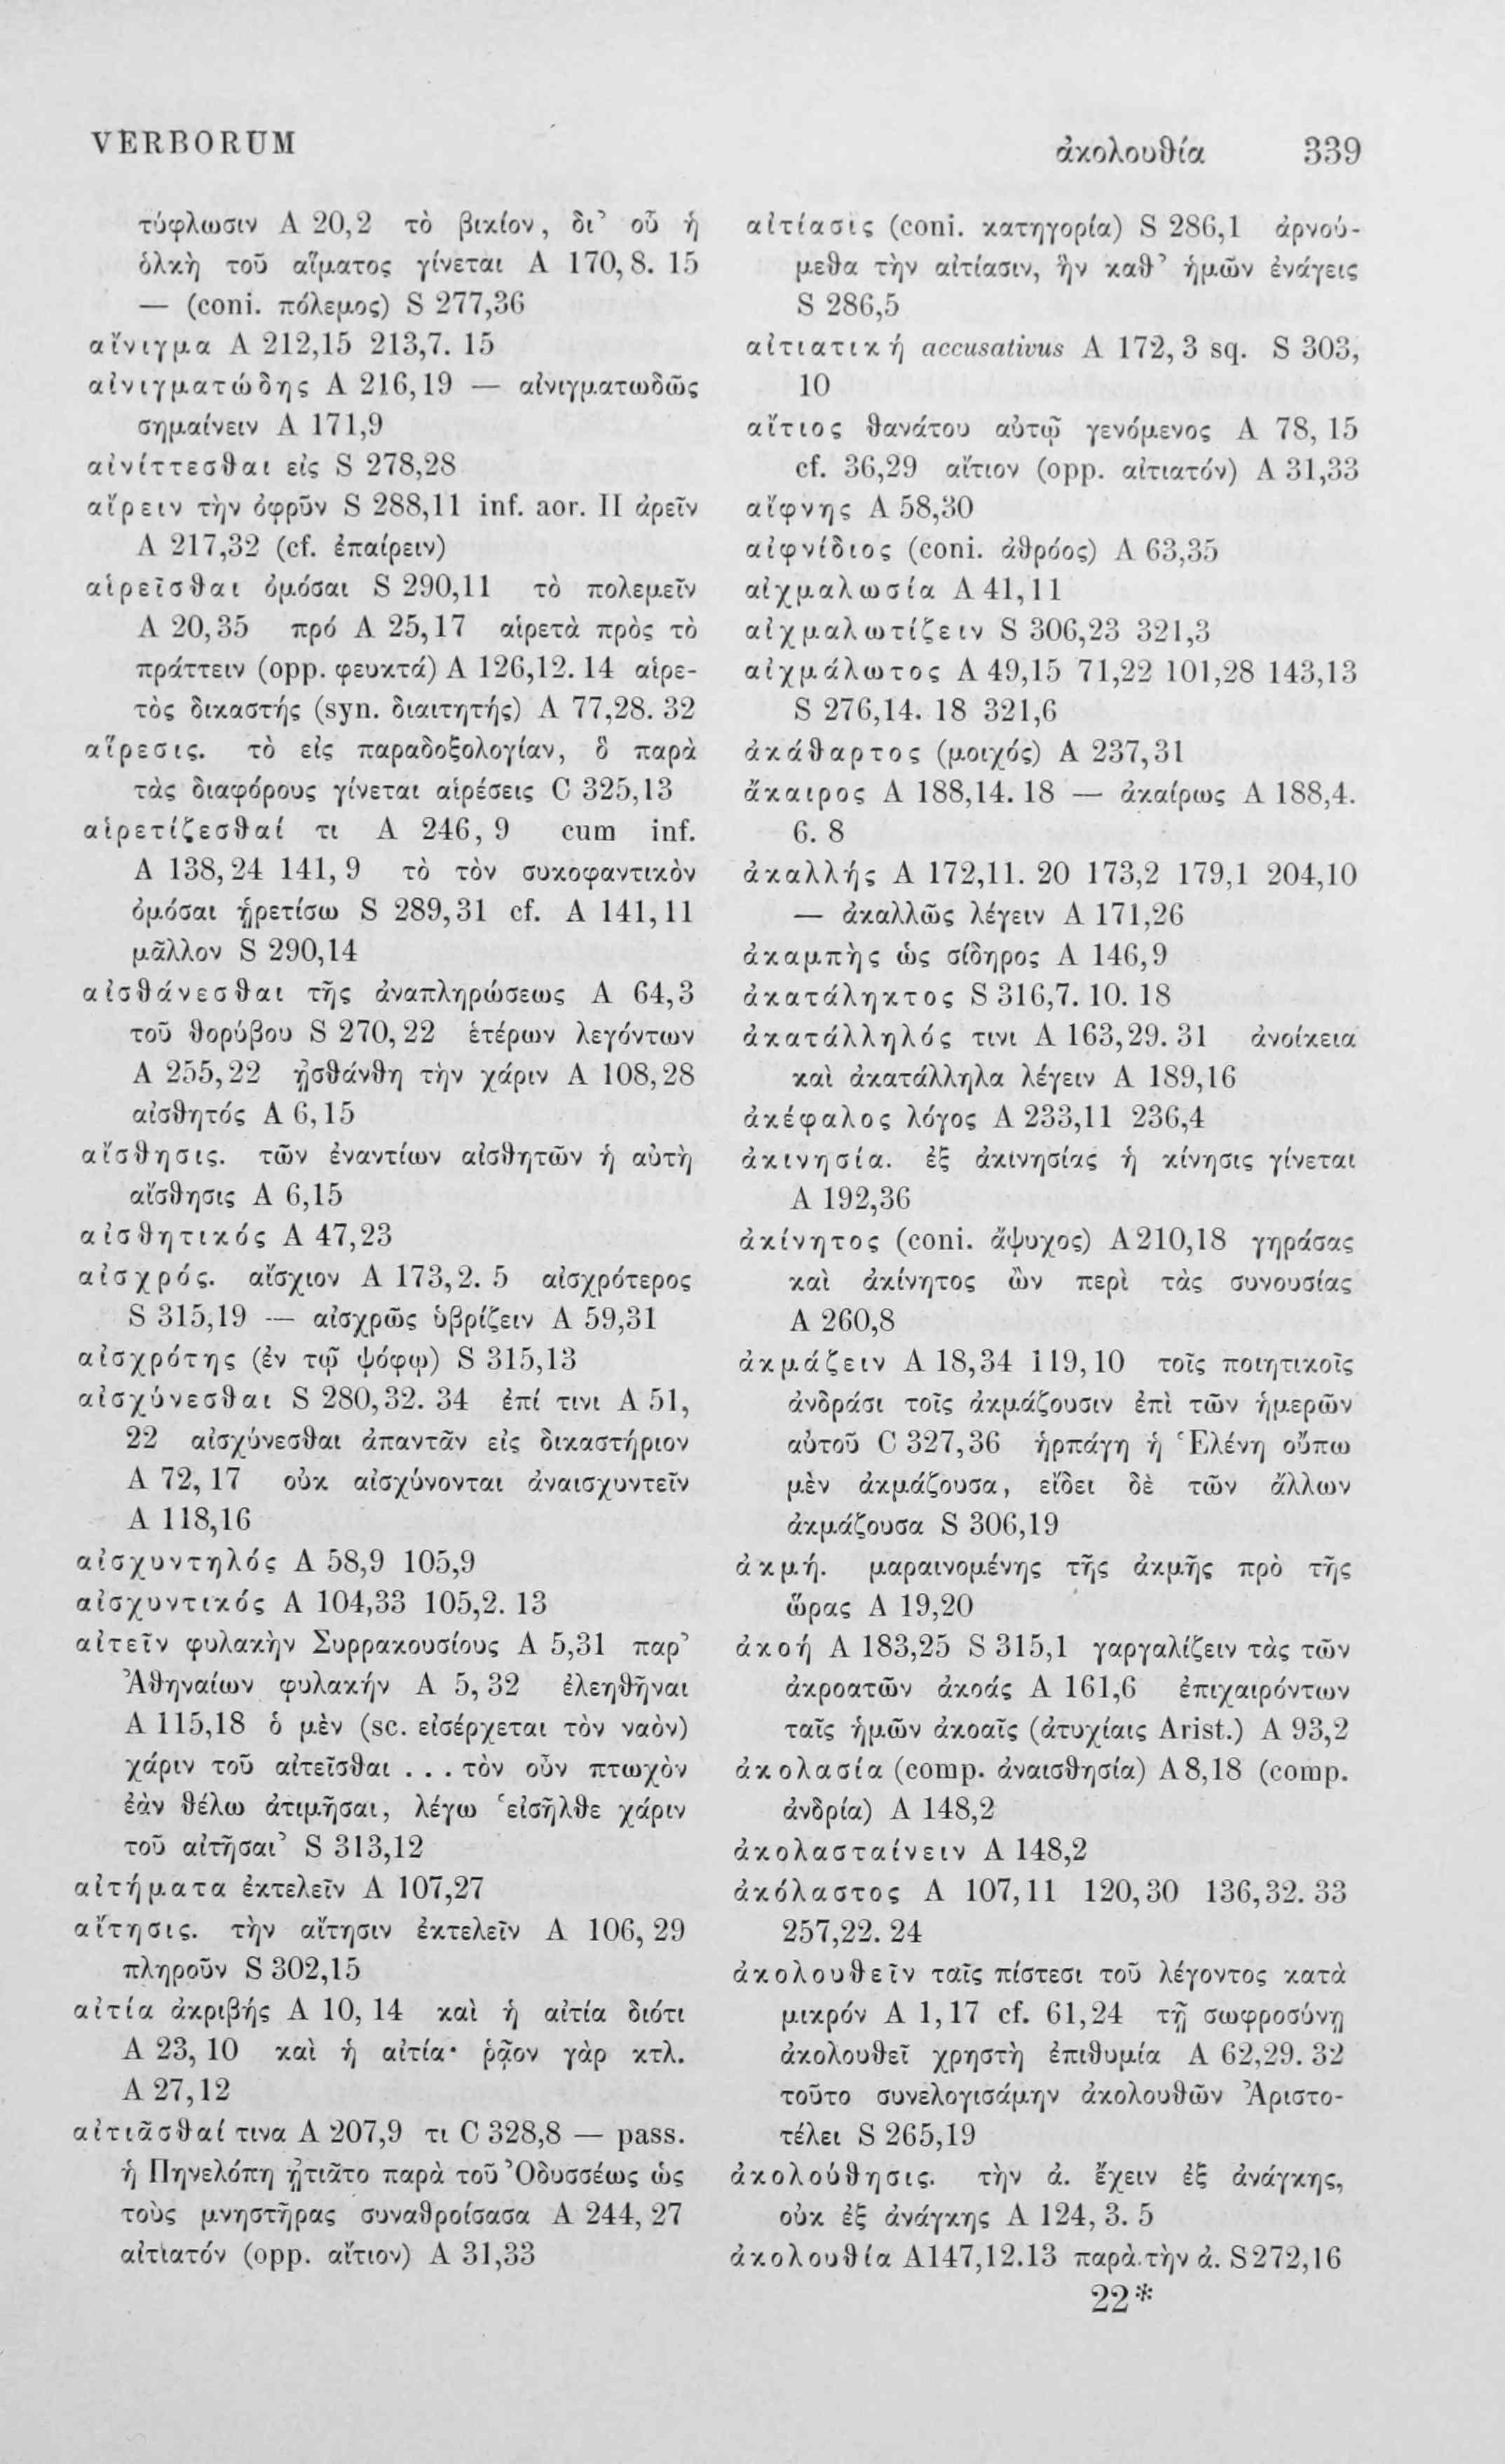 VERBORUM
ἀκολουθία 339
τύφλωσιν A 20,2 τὸ βικίον, δι’ οὗ ἡ
ὁλκὴ τοῦ αἵματος γίνεται A 170, 8. 15
— (coni. πόλεμος) S 277,36
αἴνιγμα A 212,15 213,7. 15
αἰνιγματώδης A 216,19 — αἰνιγματωδῶς
σημαίνειν A 171,9
αἰνίττεσθαι εἰς S 278,28
αἴρειν τὴν ὀφρῦν S 288,11 inf. aor. II ἀρεῖν
A 217,32 (cf. ἐπαίρειν)
αἱρεῖσθαι ὀμόσαι S 290,11 τὸ πολεμεῖν
A 20,35 πρό A 25,17 αἱρετὰ πρὸς τὸ
πράττειν (opp. φευκτά) A 126,12. 14 αἱρε-
τὸς δικαστής (syn. διαιτητής) A 77,28. 32
αἵρεσις. τὸ εἰς παραδοξολογίαν, ὃ παρὰ
τὰς διαφόρους γίνεται αἱρέσεις C 325,13
αἱρετίζεσθαί τι A 246, 9 cum inf.
A 138,24 141, 9 τὸ τὸν συκοφαντικὸν
ὀμόσαι ᾑρετίσω S 289,31 cf. A 141,11
μᾶλλον S 290,14
αἰσθάνεσθαι τῆς ἀναπληρώσεως A 64,3
τοῦ θορύβου S 270,22 ἑτέρων λεγόντων
A 255,22 ᾐσθάνθη τὴν χάριν A 108,28
αἰσθητός A 6,15
αἴσθησις. τῶν ἐναντίων αἰσθητῶν ἡ αὐτὴ
αἴσθησις A 6,15
αἰσθητικός A 47,23
αἰσχρός. αἴσχιον A 173,2. 5 αἰσχρότερος
S 315,19 — αἰσχρῶς ὑβρίζειν A 59,31
αἰσχρότης (ἐν τῷ ψόφῳ) S 315,13
αἰσχύνεσθαι S 280,32. 34 ἐπί τινι A 51,
22 αἰσχύνεσθαι ἀπαντᾶν εἰς δικαστήριον
A 72, 17 οὐκ αἰσχύνονται ἀναισχυντεῖν
A 118,16
αἰσχυντηλός A 58,9 105,9
αἰσχυντικός A 104,33 105,2. 13
αἰτεῖν φυλακὴν Συρρακουσίους A 5,31 παρ’
Ἀθηναίων φυλακήν A 5, 32 ἐλεηθῆναι
A 115,18 ὁ μὲν (sc. εἰσέρχεται τὸν ναὸν)
χάριν τοῦ αἰτεῖσθαι . . . τὸν οὖν πτωχὸν
ἐὰν θέλω ἀτιμῆσαι, λέγω ‘εἰσῆλθε χάριν
τοῦ αἰτῆσαι’ S 313,12
αἰτήματα ἐκτελεῖν A 107,27
αἴτησις. τὴν αἴτησιν ἐκτελεῖν A 106, 29
πληροῦν S 302,15
αἰτία ἀκριβής A 10, 14 καὶ ἡ αἰτία διότι
A 23, 10 καὶ ἡ αἰτία· ῥᾷον γὰρ κτλ.
A 27,12
αἰτιᾶσθαί τινα A 207,9 τι C 328,8 — pass.
ἡ Πηνελόπη ᾐτιᾶτο παρὰ τοῦ Ὀδυσσέως ὡς
τοὺς μνηστῆρας συναθροίσασα A 244, 27
αἰτιατόν (opp. αἴτιον) A 31,33
αἰτίασις (coni. κατηγορία) S 286,1 ἀρνού-
μεθα τὴν αἰτίασιν, ἣν καθ’ ἡμῶν ἐνάγεις
S 286,5
αἰτιατική accusativus A 172, 3 sq. S 303,
10
αἴτιος θανάτου αὐτῷ γενόμενος A 78, 15
cf. 36,29 αἴτιον (opp. αἰτιατόν) A 31,33
αἴφνης A 58,30
αἰφνίδιος (coni. ἀθρόος) A 63,35
αἰχμαλωσία A 41,11
αἰχμαλωτίζειν S 306,23 321,3
αἰχμάλωτος A 49,15 71,22 101,28 143,13
S 276,14. 18 321,6
ἀκάθαρτος (μοιχός) A 237,31
ἄκαιρος A 188,14. 18 — ἀκαίρως A 188,4.
6. 8
ἀκαλλής A 172,11. 20 173,2 179,1 204,10
— ἀκαλλῶς λέγειν A 171,26
ἀκαμπὴς ὡς σίδηρος A 146,9
ἀκατάληκτος S 316,7. 10. 18
ἀκατάλληλός τινι A 163,29. 31 ἀνοίκεια
καὶ ἀκατάλληλα λέγειν A 189,16
ἀκέφαλος λόγος A 233,11 236,4
ἀκινησία. ἐξ ἀκινησίας ἡ κίνησις γίνεται
A 192,36
ἀκίνητος (coni. ἄψυχος) A 210,18 γηράσας
καὶ ἀκίνητος ὢν περὶ τὰς συνουσίας
A 260,8
ἀκμάζειν A 18,34 119,10 τοῖς ποιητικοῖς
ἀνδράσι τοῖς ἀκμάζουσιν ἐπὶ τῶν ἡμερῶν
αὐτοῦ C 327,36 ἡρπάγη ἡ Ἑλένη οὔπω
μὲν ἀκμάζουσα, εἴδει δὲ τῶν ἄλλων
ἀκμάζουσα S 306,19
ἀκμή. μαραινομένης τῆς ἀκμῆς πρὸ τῆς
ὥρας A 19,20
ἀκοή A 183,25 S 315,1 γαργαλίζειν τὰς τῶν
ἀκροατῶν ἀκοάς A 161,6 ἐπιχαιρόντων
ταῖς ἡμῶν ἀκοαῖς (ἀτυχίαις Arist.) A 93,2
ἀκολασία (comp. ἀναισθησία) A 8,18 (comp.
ἀνδρία) A 148,2
ἀκολασταίνειν A 148,2
ἀκόλαστος A 107,11 120,30 136,32. 33
257,22. 24
ἀκολουθεῖν ταῖς πίστεσι τοῦ λέγοντος κατὰ
μικρόν A 1,17 cf. 61,24 τῇ σωφροσύνῃ
ἀκολουθεῖ χρηστὴ ἐπιθυμία A 62,29. 32
τοῦτο συνελογισάμην ἀκολουθῶν Ἀριστο-
τέλει S 265,19
ἀκολούθησις. τὴν ἀ. ἔχειν ἐξ ἀνάγκης,
οὐκ ἐξ ἀνάγκης A 124, 3. 5
ἀκολουθία A 147,12.13 παρὰ τὴν ἀ. S 272,16
22*